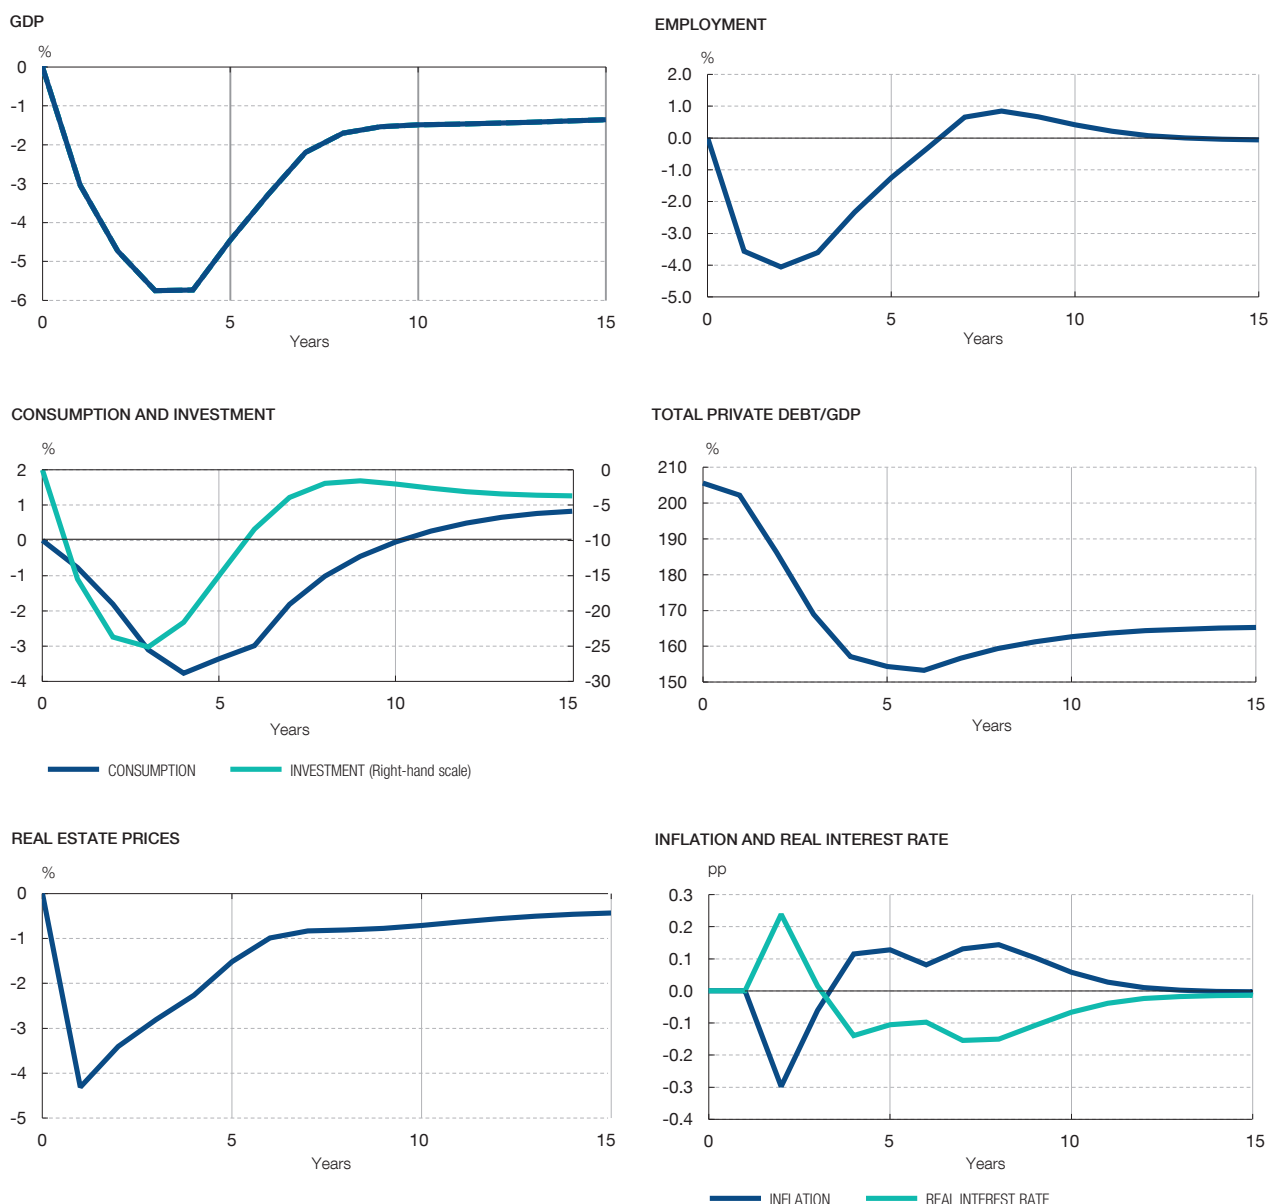 GDP
%
0
-1
-2
-3
-4
-5
-6
0 5 10 15
Years
EMPLOYMENT
%
2.0
1.0
0.0
-1.0
-2.0
-3.0
-4.0
-5.0
0 5 10 15
Years
CONSUMPTION AND INVESTMENT
%
2 0
1 -5
0 -10
-1 -15
-2 -20
-3 -25
-4 -30
0 5 10 15
Years
CONSUMPTION INVESTMENT (Right-hand scale)
TOTAL PRIVATE DEBT/GDP
%
210
200
190
180
170
160
150
0 5 10 15
Years
REAL ESTATE PRICES
%
0
-1
-2
-3
-4
-5
0 5 10 15
Years
INFLATION AND REAL INTEREST RATE
pp
0.3
0.2
0.1
0.0
-0.1
-0.2
-0.3
-0.4
0 5 10 15
Years
INFLATION REAL INTEREST RATE